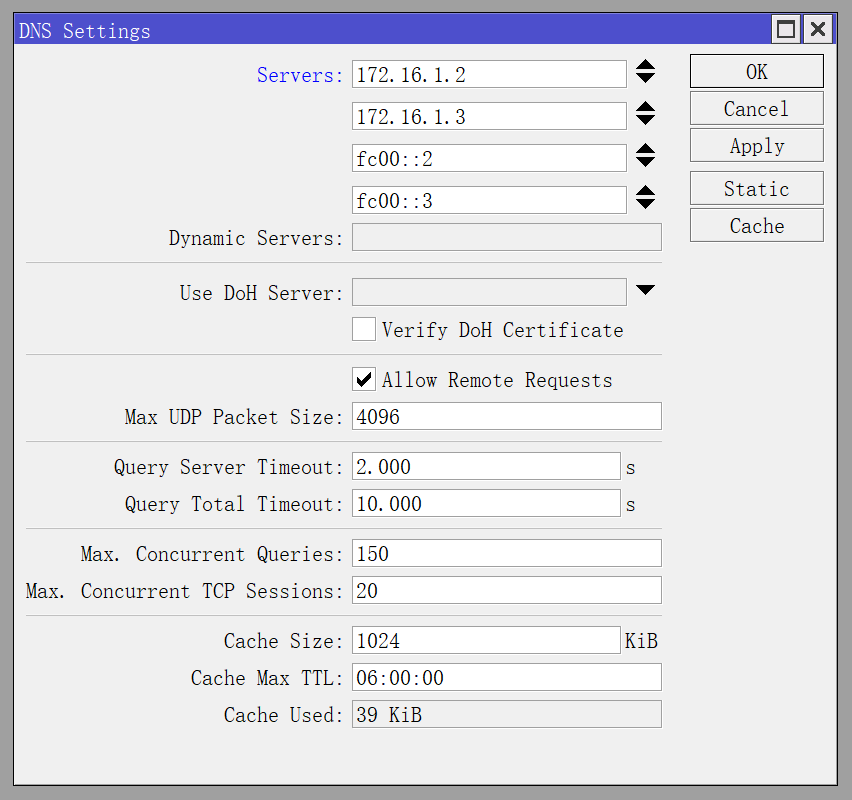 DNS Settings
Servers: 172.16.1.2
172.16.1.3
fc00::2
fc00::3
Dynamic Servers:
Use DoH Server:
Verify DoH Certificate
Allow Remote Requests
Max UDP Packet Size: 4096
Query Server Timeout: 2.000 s
Query Total Timeout: 10.000 s
Max. Concurrent Queries: 150
Max. Concurrent TCP Sessions: 20
Cache Size: 1024 KiB
Cache Max TTL: 06:00:00
Cache Used: 39 KiB
OK
Cancel
Apply
Static
Cache